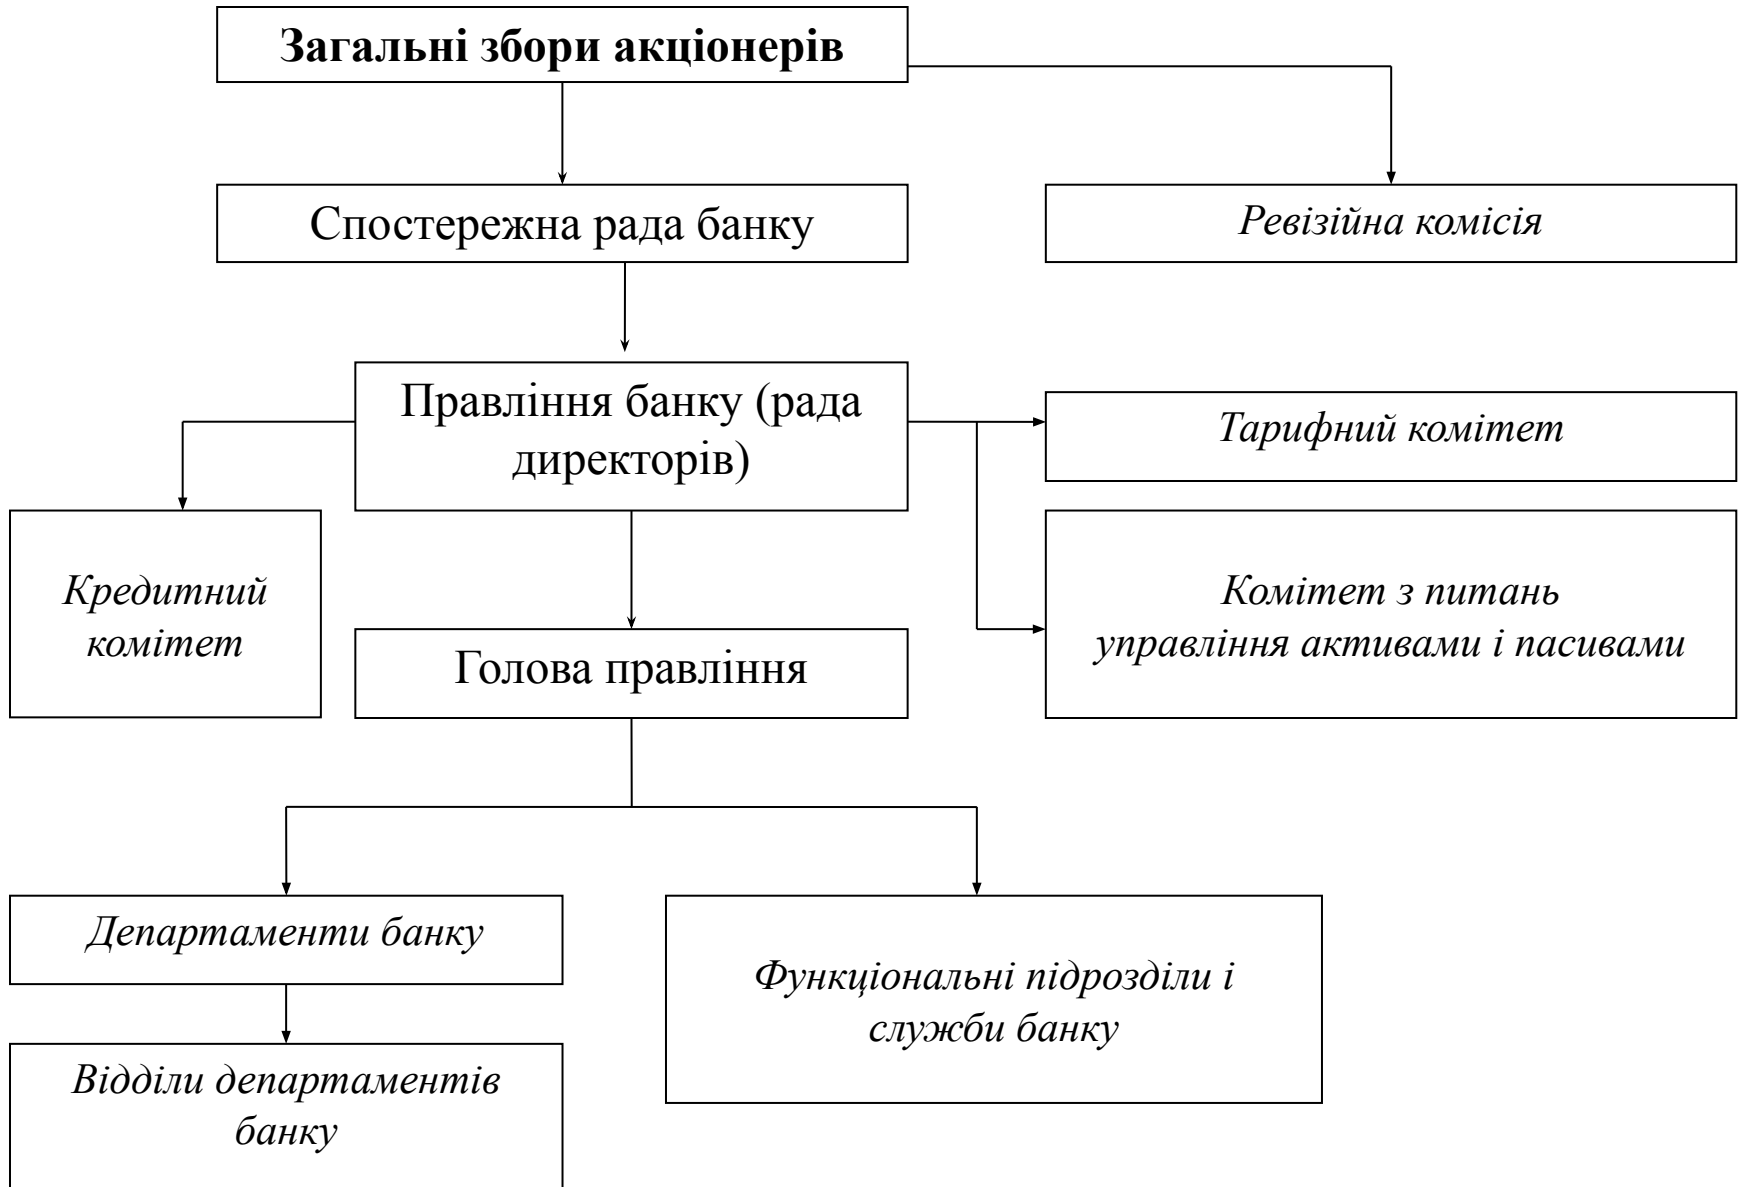 Загальні збори акціонерів
Спостережна рада банку
Ревізійна комісія
Правління банку (рада
директорів)
Тарифний комітет
Кредитний
комітет
Комітет з питань
управління активами і пасивами
Голова правління
Департаменти банку
Функціональні підрозділи і
служби банку
Відділи департаментів
банку